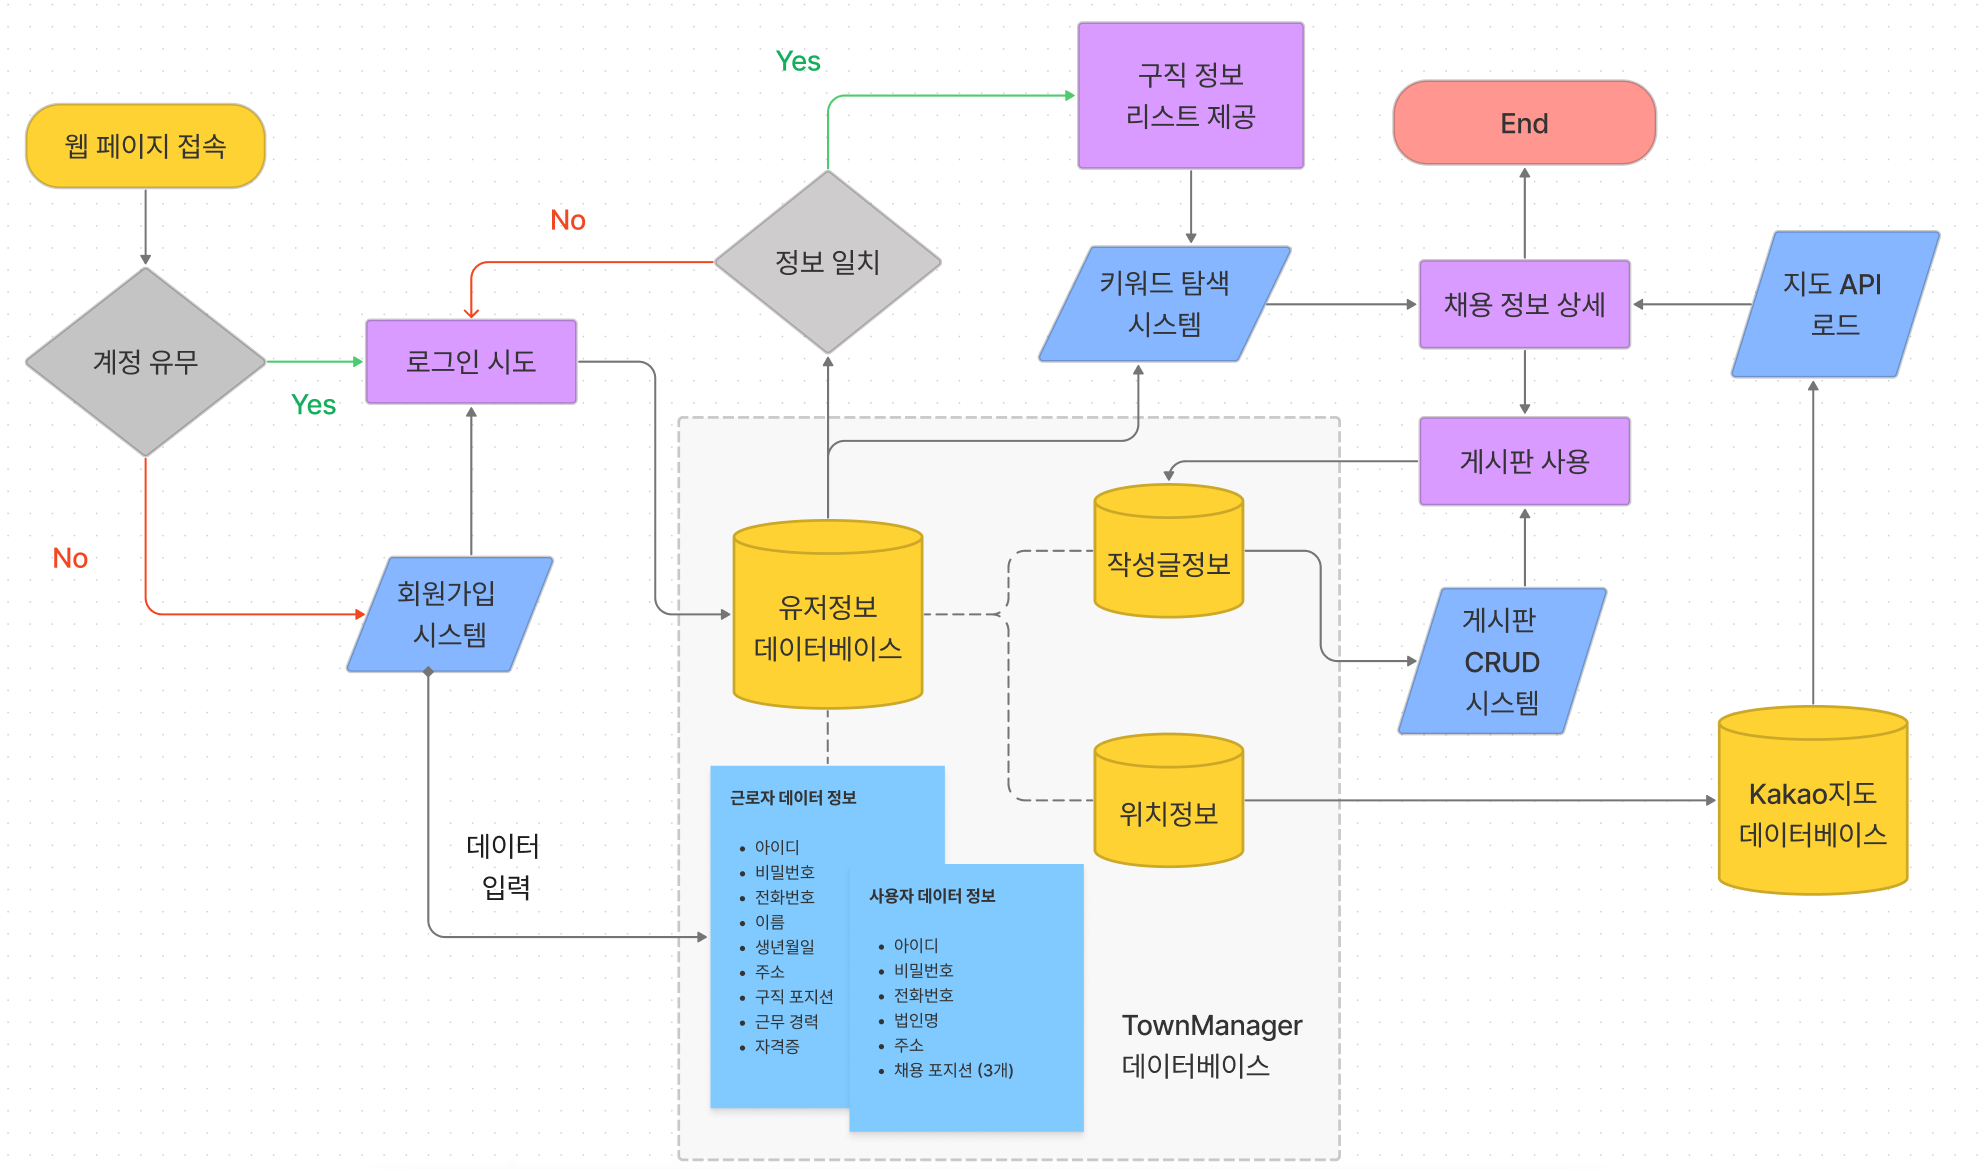 웹 페이지 접속
계정 유무
Yes
No
로그인 시도
회원가입
시스템
데이터
입력
No
정보 일치
Yes
구직 정보
리스트 제공
키워드 탐색
시스템
End
채용 정보 상세
지도 API
로드
게시판 사용
게시판
CRUD
시스템
Kakao지도
데이터베이스
유저정보
데이터베이스
작성글정보
위치정보
근로자 데이터 정보
• 아이디
• 비밀번호
• 전화번호
• 이름
• 생년월일
• 주소
• 구직 포지션
• 근무 경력
• 자격증
사용자 데이터 정보
• 아이디
• 비밀번호
• 전화번호
• 법인명
• 주소
• 채용 포지션 (3개)
TownManager
데이터베이스